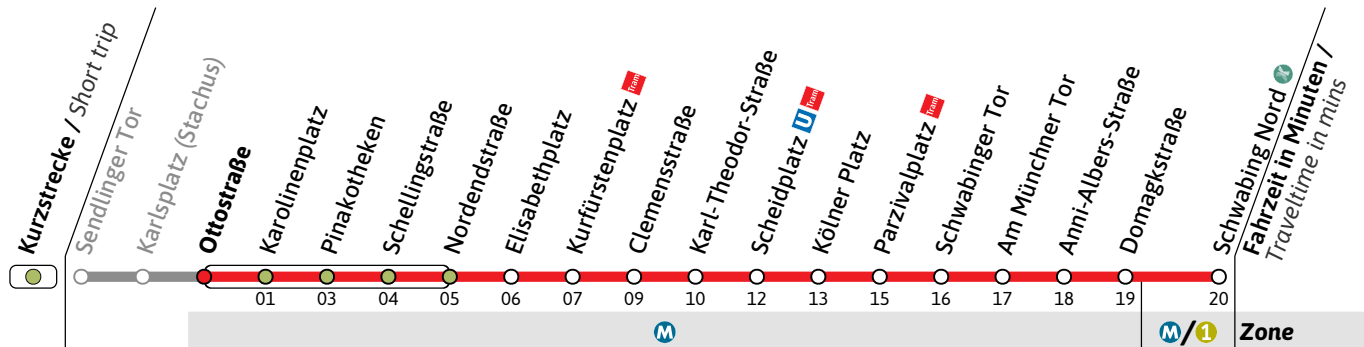 Kurzstrecke / Short trip
Sendlinger Tor
Karlsplatz (Stachus)
Ottostraße
Karolinenplatz
Pinakotheken
Schellingstraße
Nordendstraße
Elisabethplatz
Kurfürstenplatz Tram
Clemensstraße
Karl-Theodor-Straße
Scheidplatz U Tram
Kölner Platz
Parzivalplatz Tram
Schwabinger Tor
Am Münchner Tor
Anni-Albers-Straße
Domagkstraße
Schwabing Nord
Fahrzeit in Minuten /
Traveltime in mins
01 03 04 05 06 07 09 10 12 13 15 16 17 18 19 20
M M/1 Zone